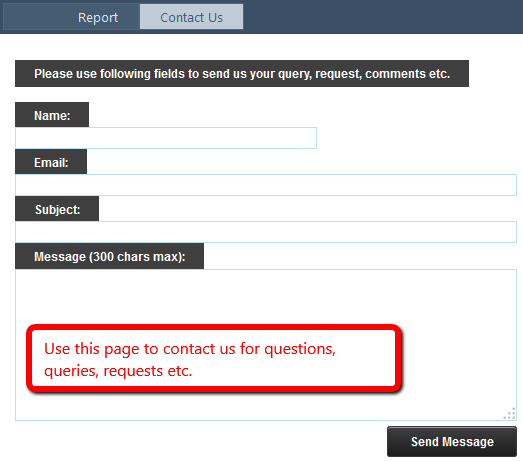 Report Contact Us
Please use following fields to send us your query, request, comments etc.
Name:
Email:
Subject:
Message (300 chars max):
Use this page to contact us for questions,
queries, requests etc.
Send Message